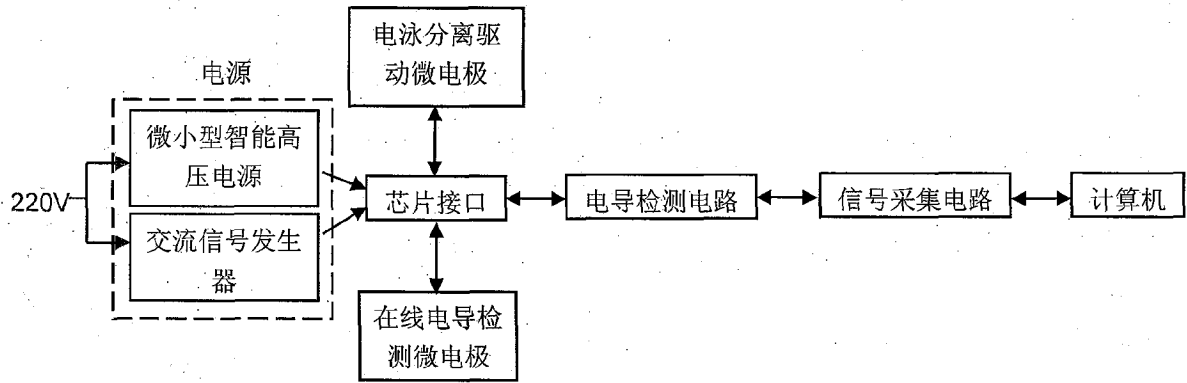 电泳分离驱
动微电极
电源
微小型智能高
压电源
220V
交流信号发生
器
芯片接口
电导检测电路
信号采集电路
计算机
在线电导检
测微电极